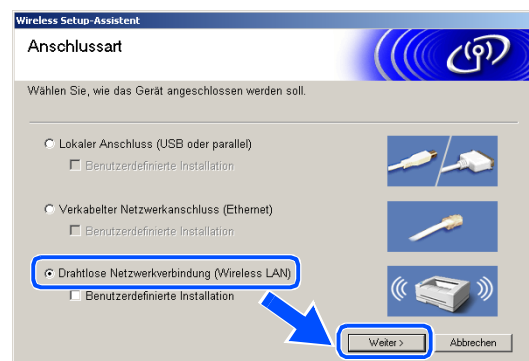 Wireless Setup-Assistent
Anschlussart
Wählen Sie, wie das Gerät angeschlossen werden soll.
Lokaler Anschluss (USB oder parallel)
Benutzerdefinierte Installation
Verkabelter Netzwerkanschluss (Ethernet)
Benutzerdefinierte Installation
Drahtlose Netzwerkverbindung (Wireless LAN)
Benutzerdefinierte Installation
Weiter > Abbrechen